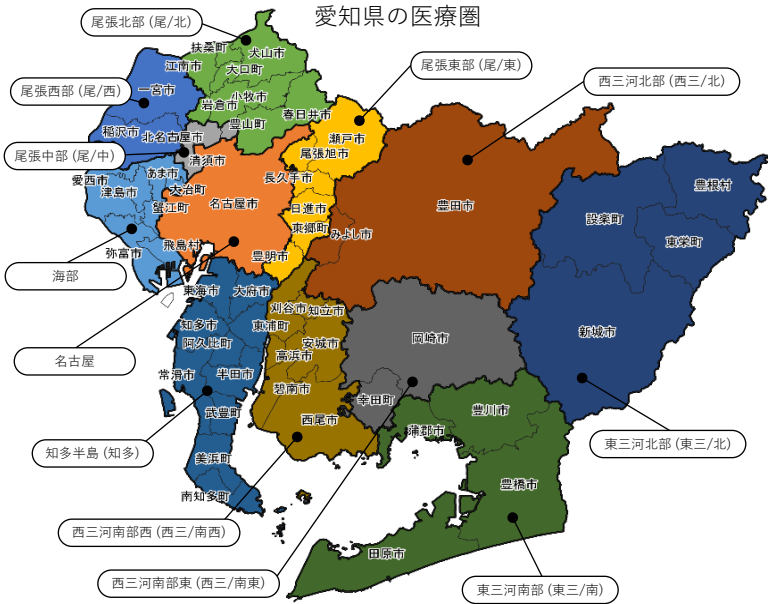 愛知県の医療圏
尾張北部 (尾/北)
扶桑町
犬山市
江南市
大口町
尾張東部 (尾/東)
西三河北部 (西三/北)
尾張西部 (尾/西)
一宮市
小牧市
岩倉市
春日井市
稲沢市
北名古屋市
豊山町
瀬戸市
尾張中部 (尾/中)
清須市
尾張旭市
あま市
愛西市
津島市
大治町
長久手市
豊根村
蟹江町
名古屋市
日進市
豊田市
設楽町
東郷町
みよし市
東栄町
飛島村
弥富市
豊明市
海部
東海市
大府市
刈谷市
知立市
知多市
東浦町
新城市
阿久比町
安城市
岡崎市
高浜市
名古屋
常滑市
半田市
碧南市
幸田町
武豊町
西尾市
豊川市
蒲郡市
東三河北部 (東三/北)
知多半島 (知多)
美浜町
豊橋市
南知多町
西三河南部西 (西三/南西)
田原市
西三河南部東 (西三/南東)
東三河南部 (東三/南)